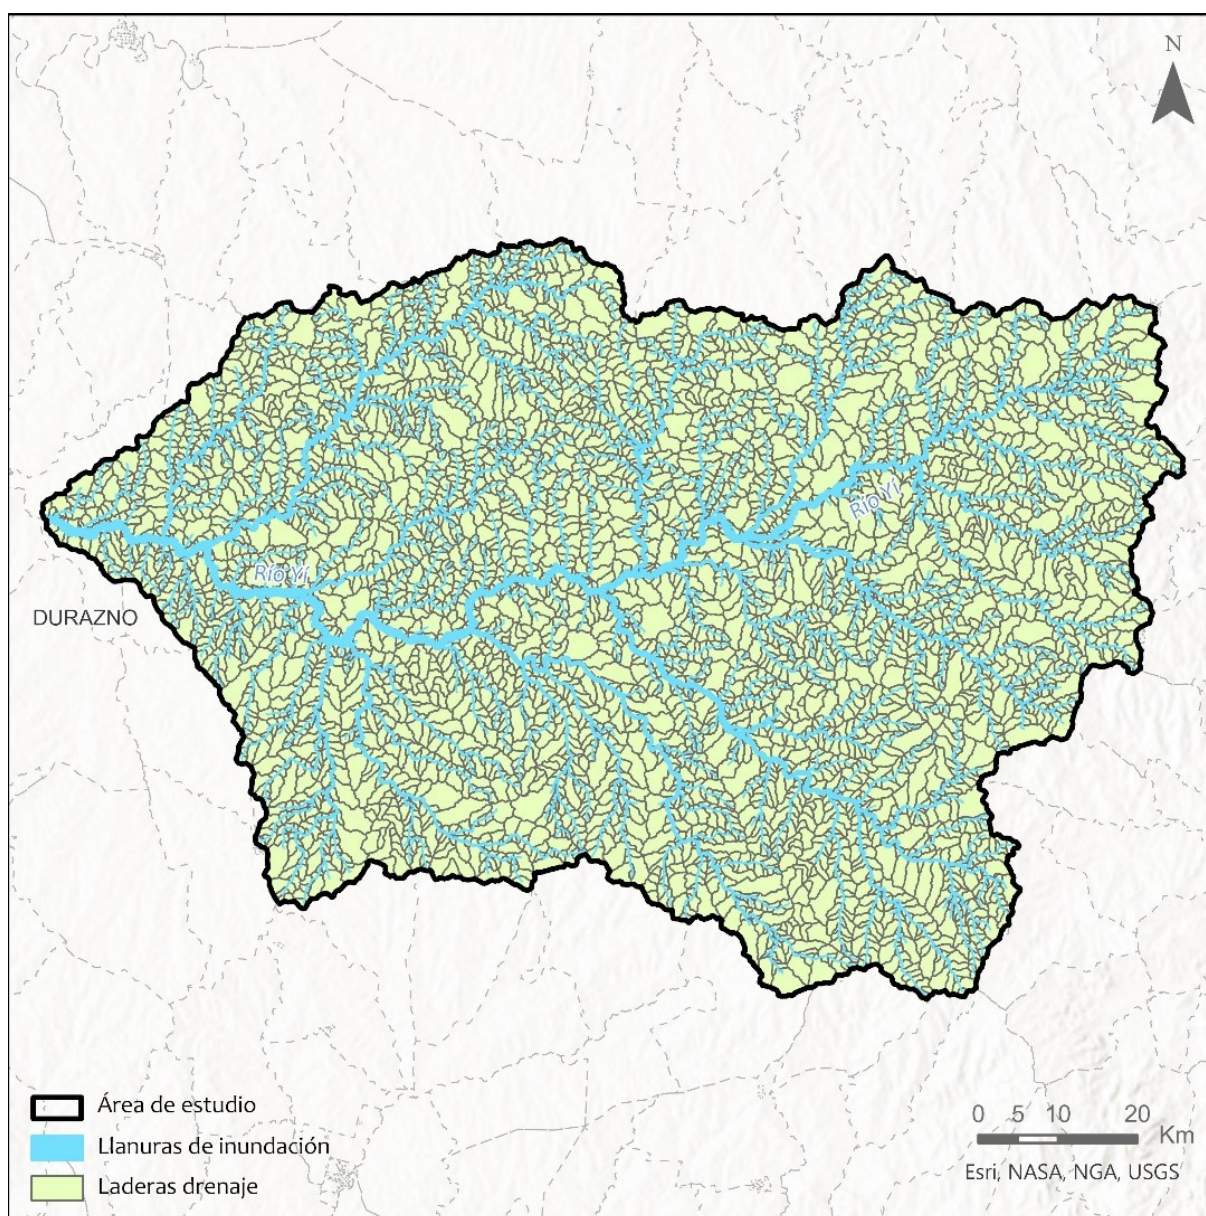 N
Río Yí
Río Yí
DURAZNO
Área de estudio
Llanuras de inundación
Laderas drenaje
0 5 10 20
Km
Esri, NASA, NGA, USGS